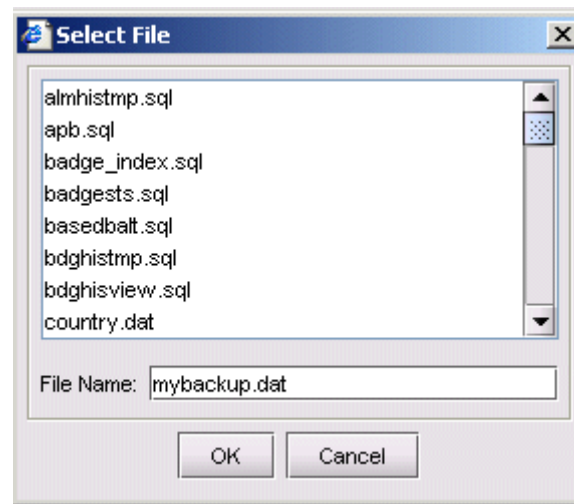 Select File
almhistmp.sql
apb.sql
badge_index.sql
badgests.sql
basedbalt.sql
bdghistmp.sql
bdghisview.sql
country.dat
File Name: mybackup.dat
OK Cancel